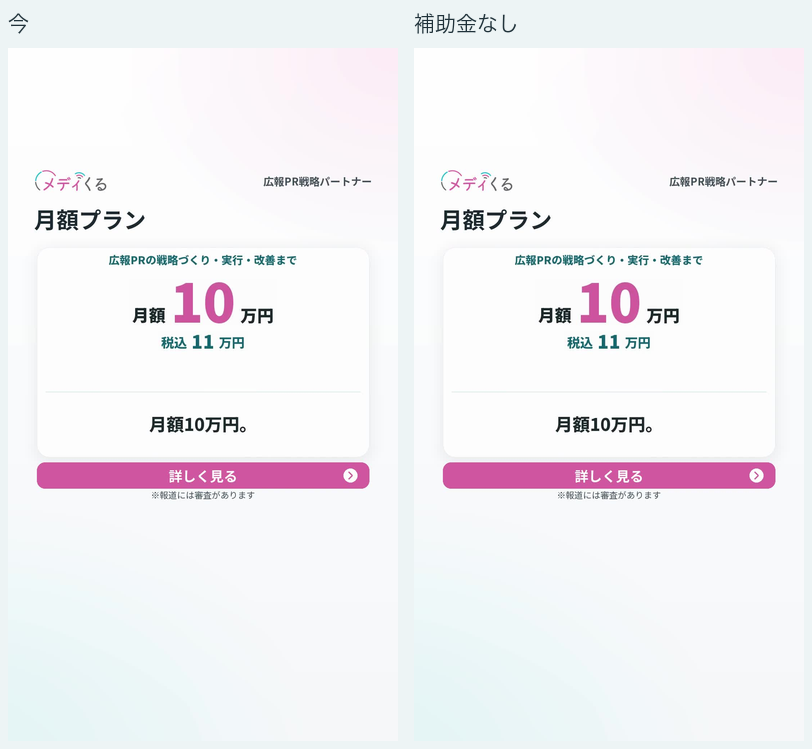 今
メディくる
広報PR戦略パートナー
月額プラン
広報PRの戦略づくり・実行・改善まで
月額 10 万円
税込 11 万円
月額10万円。
詳しく見る
※報道には審査があります
補助金なし
メディくる
広報PR戦略パートナー
月額プラン
広報PRの戦略づくり・実行・改善まで
月額 10 万円
税込 11 万円
月額10万円。
詳しく見る
※報道には審査があります